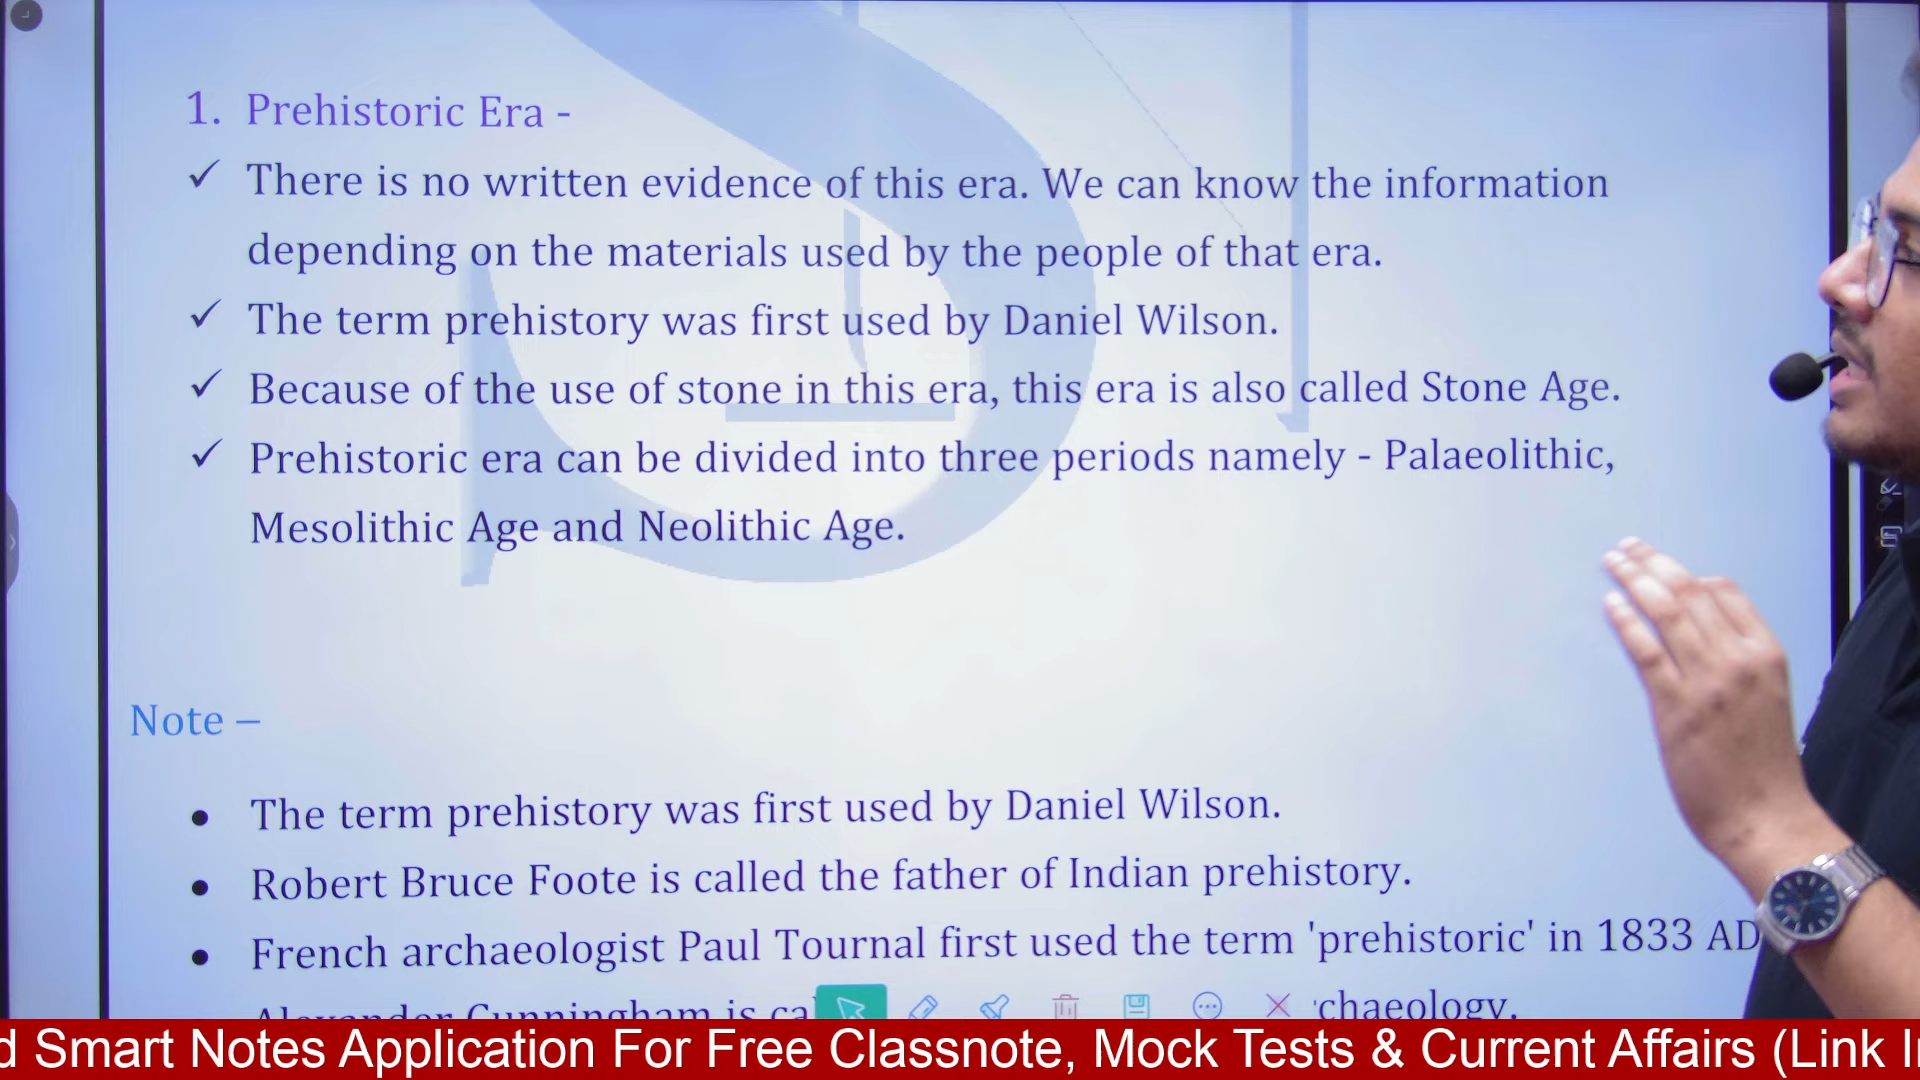 1. Prehistoric Era -
✓ There is no written evidence of this era. We can know the information
depending on the materials used by the people of that era.
✓ The term prehistory was first used by Daniel Wilson.
✓ Because of the use of stone in this era, this era is also called Stone Age.
✓ Prehistoric era can be divided into three periods namely - Palaeolithic,
Mesolithic Age and Neolithic Age.
Note –
• The term prehistory was first used by Daniel Wilson.
• Robert Bruce Foote is called the father of Indian prehistory.
• French archaeologist Paul Tournal first used the term 'prehistoric' in 1833 AD
Alexander Cunningham is ca chaeology.
d Smart Notes Application For Free Classnote, Mock Tests & Current Affairs (Link I